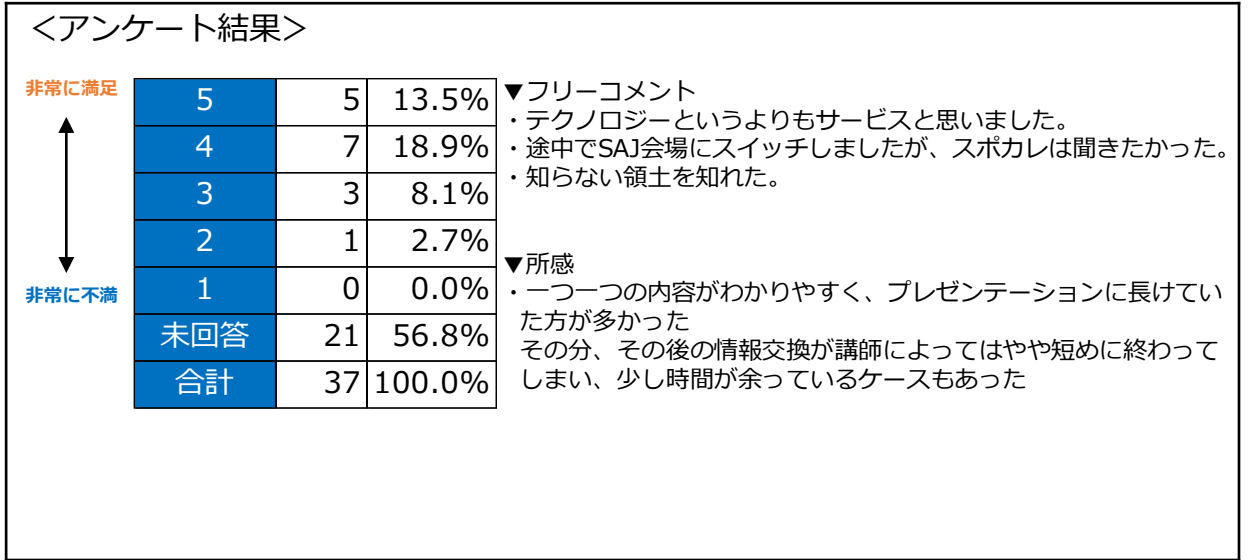 ＜アンケート結果＞
非常に満足
5 5 13.5%
4 7 18.9%
3 3 8.1%
2 1 2.7%
非常に不満
1 0 0.0%
未回答 21 56.8%
合計 37 100.0%
▼フリーコメント
・テクノロジーというよりもサービスと思いました。
・途中でSAJ会場にスイッチしましたが、スポカレは聞きたかった。
・知らない領土を知れた。
▼所感
・一つ一つの内容がわかりやすく、プレゼンテーションに長けてい
た方が多かった
その分、その後の情報交換が講師によってはやや短めに終わって
しまい、少し時間が余っているケースもあった